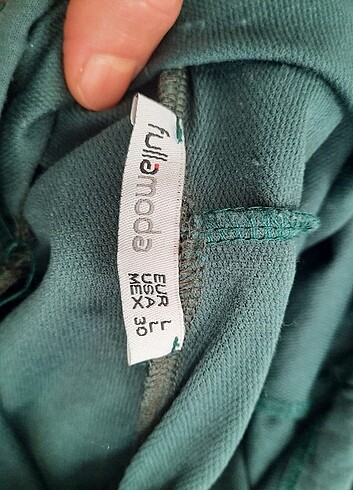 fullamoda
EUR L
USA L
MEX 30